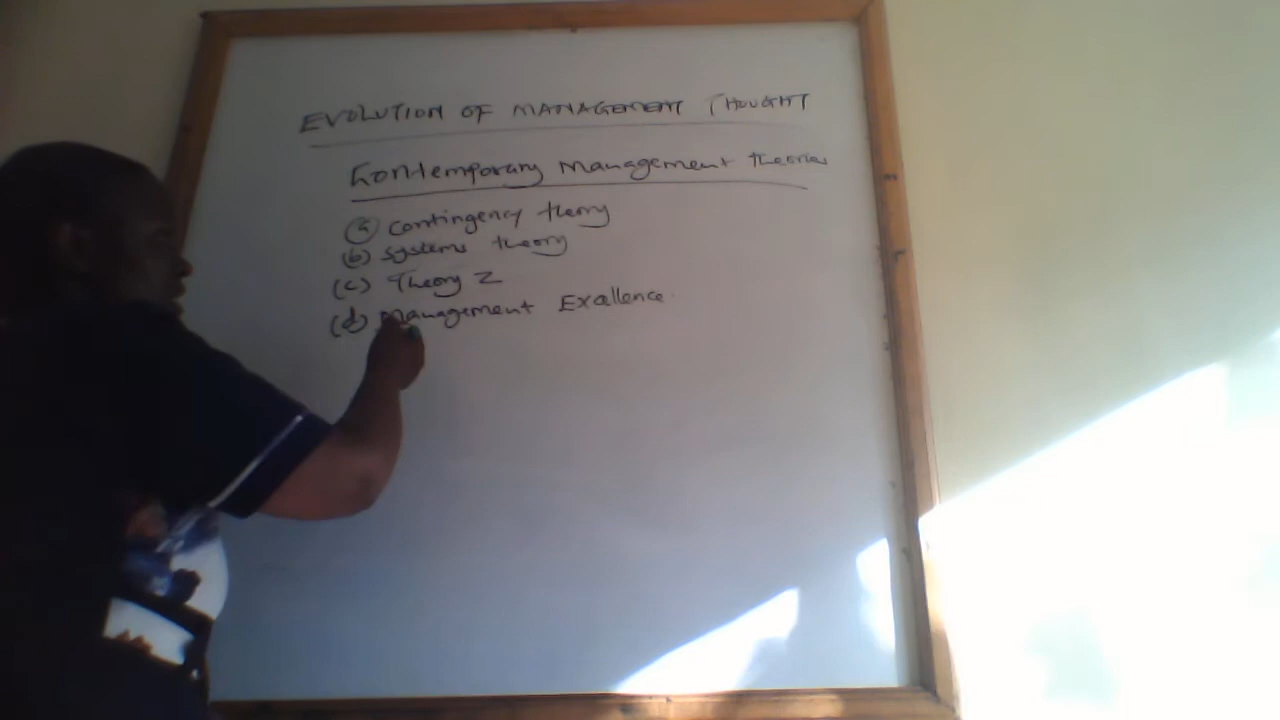 EVOLUTION OF MANAGEMENT THOUGHT
Contemporary Management theories
(a) Contingency theory
(b) Systems theory
(c) Theory Z
(d) Management Exallence